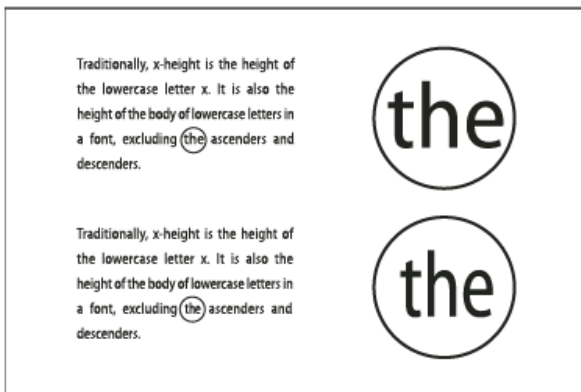 Traditionally, x-height is the height of
the lowercase letter x. It is also the
height of the body of lowercase letters in
a font, excluding the ascenders and
descenders.
the
Traditionally, x-height is the height of
the lowercase letter x. It is also the
height of the body of lowercase letters in
a font, excluding the ascenders and
descenders.
the